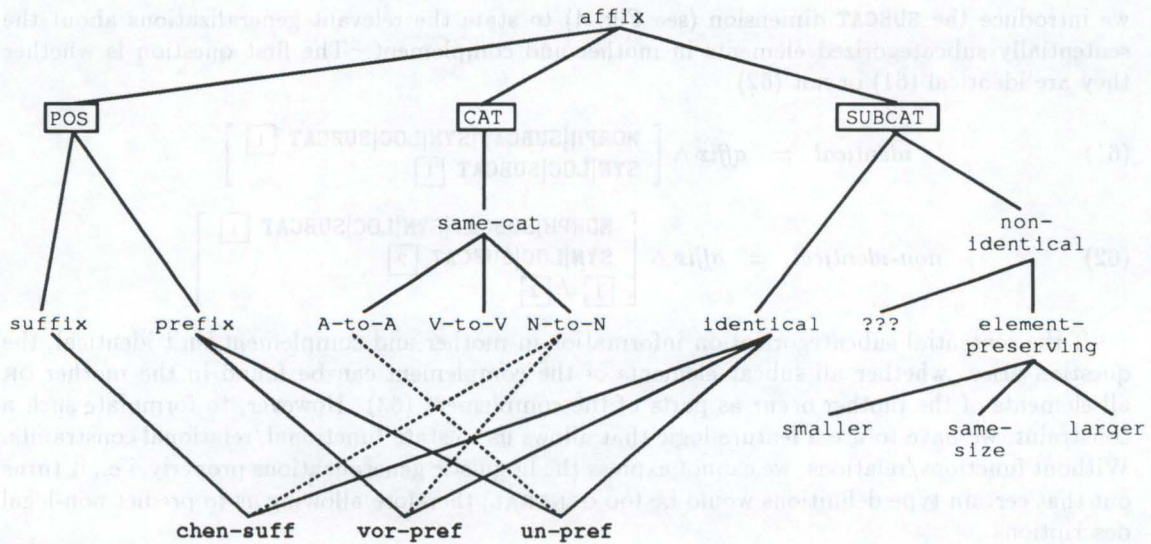 affix
POS CAT SUBCAT
same-cat non-
identical
suffix prefix A-to-A V-to-V N-to-N identical ??? element-
preserving
smaller same- larger
size
chen-suff vor-pref un-pref